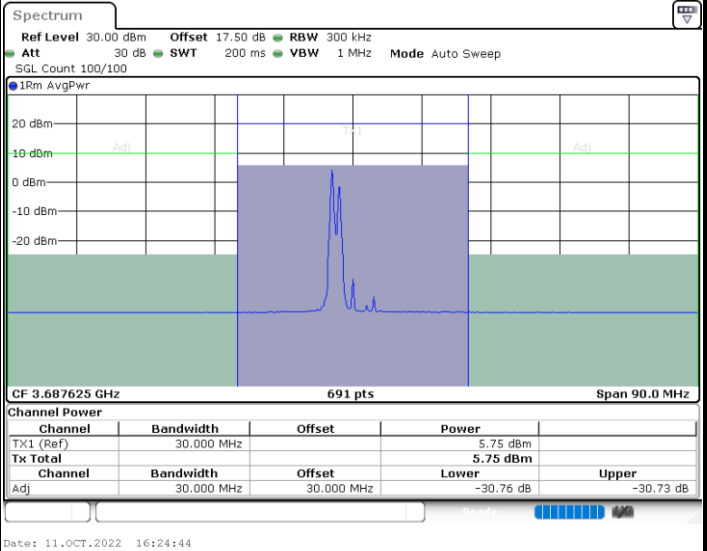 Spectrum
Ref Level 30.00 dBm Offset 17.50 dB RBW 300 kHz
Att 30 dB SWT 200 ms VBW 1 MHz Mode Auto Sweep
SGL Count 100/100
1Rm AvgPwr
20 dBm
TX1
Adj Adj
10 dBm
0 dBm
-10 dBm
-20 dBm
CF 3.687625 GHz 691 pts Span 90.0 MHz
Channel Power
Channel Bandwidth Offset Power
TX1 (Ref) 30.000 MHz 5.75 dBm
Tx Total 5.75 dBm
Channel Bandwidth Offset Lower Upper
Adj 30.000 MHz 30.000 MHz -30.76 dB -30.73 dB
Ready
Date: 11.OCT.2022 16:24:44